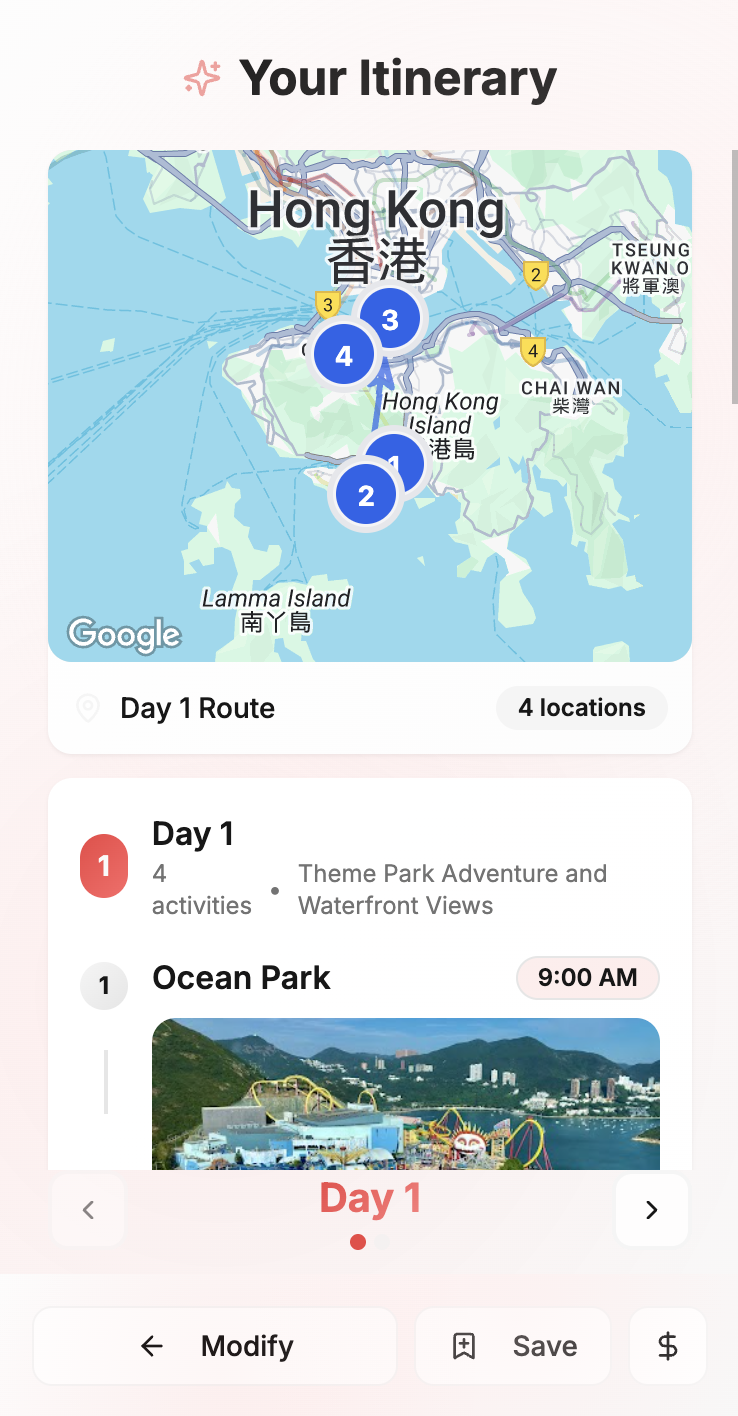 Your Itinerary
Hong Kong
香港
TSEUNG
KWAN O
將軍澳
2
3
3
4
4
CHAI WAN
柴灣
Hong Kong
Island
港島
1
2
Lamma Island
南丫島
Google
Day 1 Route
4 locations
1
Day 1
4
activities
•
Theme Park Adventure and
Waterfront Views
1
Ocean Park
9:00 AM
Day 1
Modify
Save
$